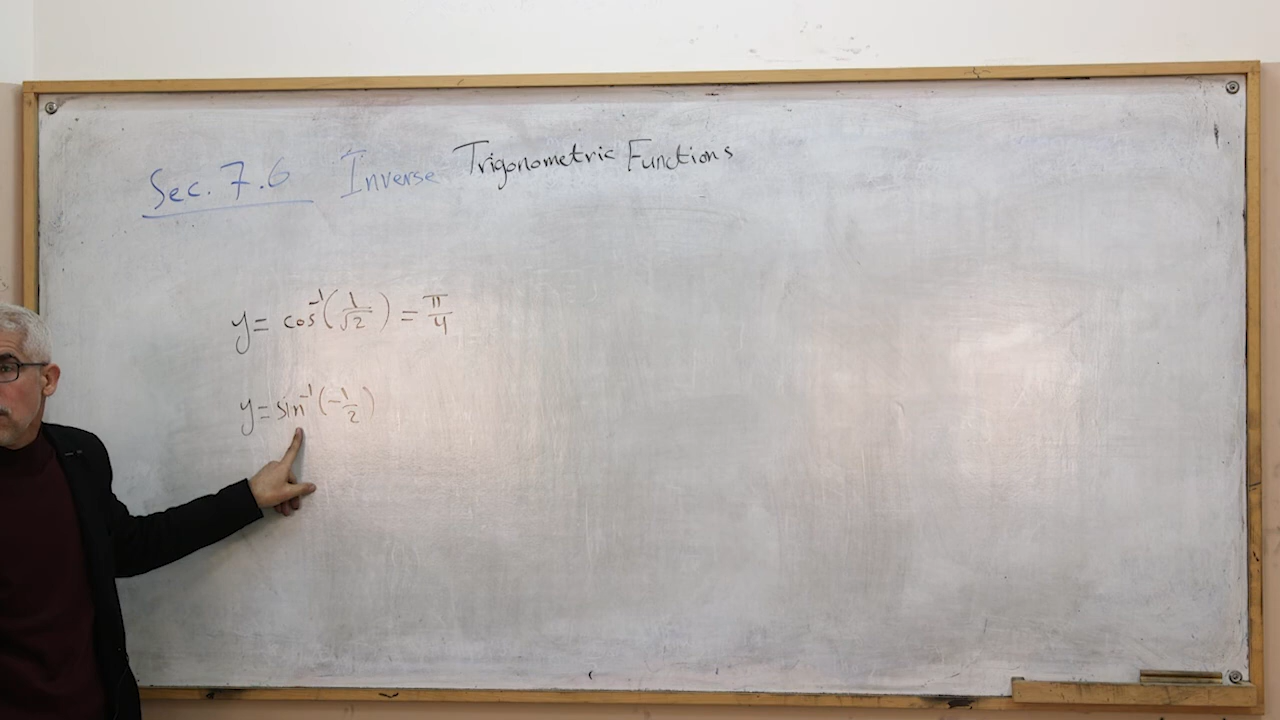 Sec. 7.6 Inverse Trigonometric Functions
y = cos⁻¹(1/√2) = π/4
y = sin⁻¹(-1/2)